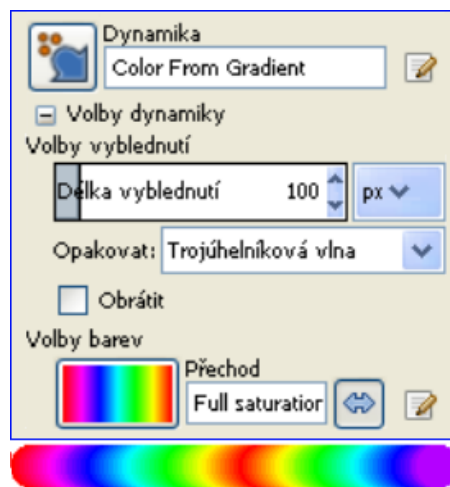 Dynamika
Color From Gradient
Volby dynamiky
Volby vyblednutí
Délka vyblednutí 100 px
Opakovat: Trojúhelníková vlna
Obrátit
Volby barev
Přechod
Full saturation